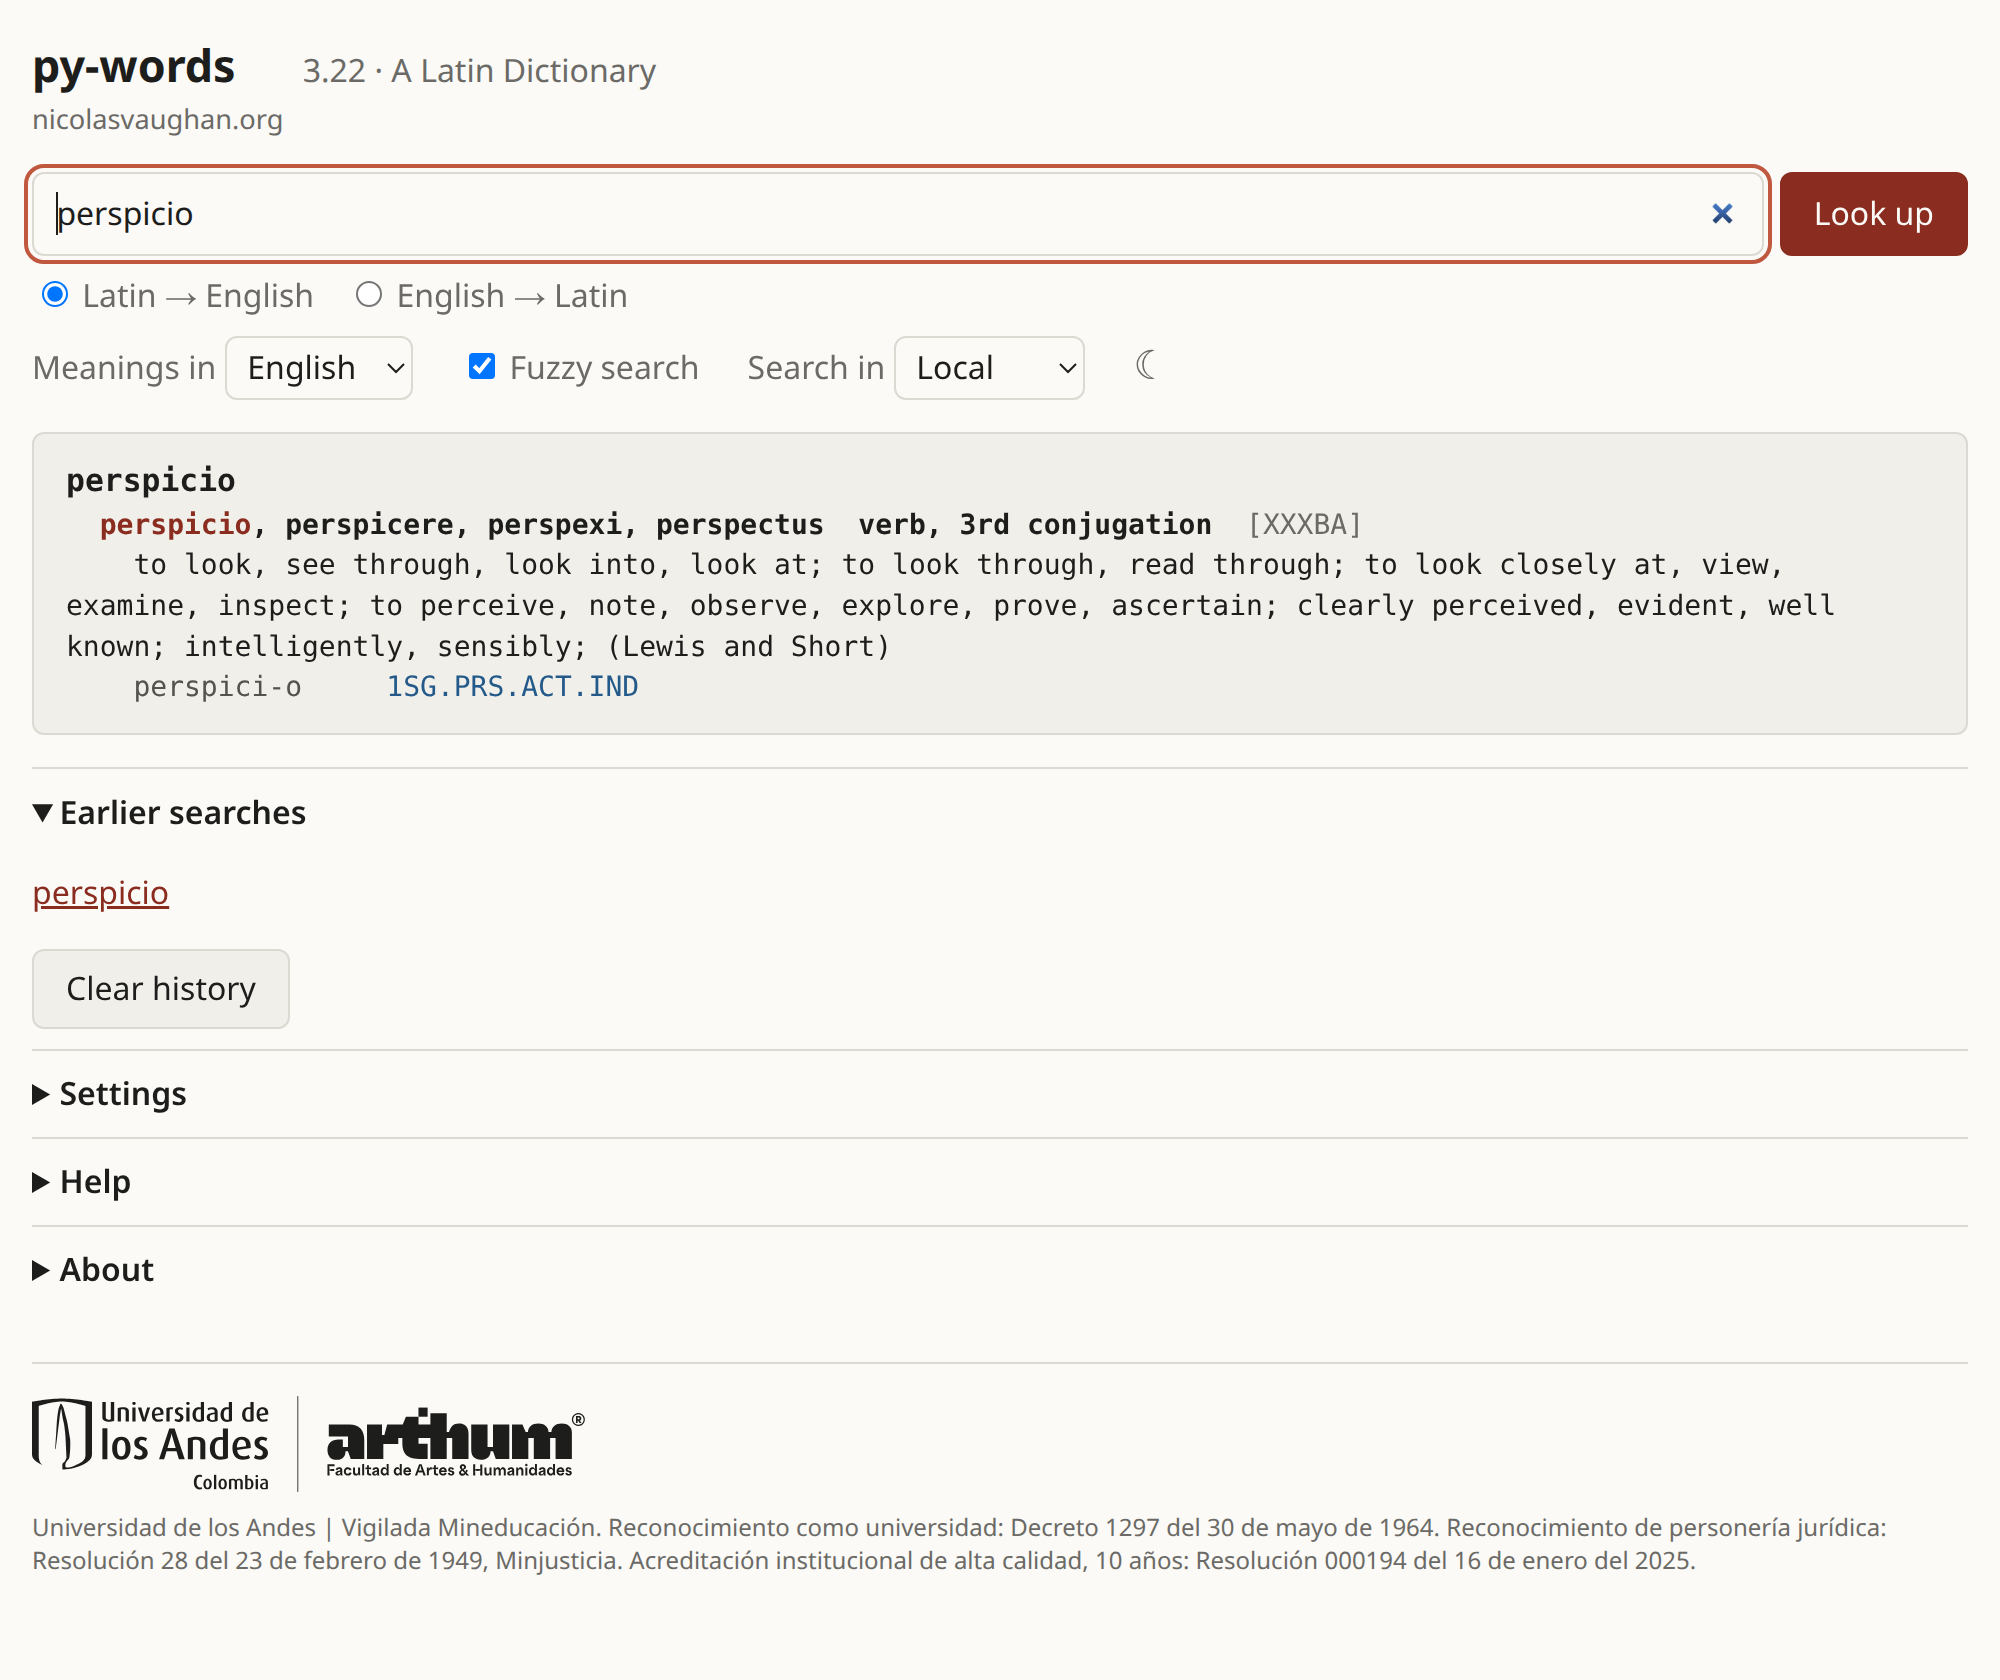 py-words 3.22 · A Latin Dictionary
nicolasvaughan.org
perspicio
Look up
Latin → English English → Latin
Meanings in English Fuzzy search Search in Local
perspicio
perspicio, perspicere, perspexi, perspectus verb, 3rd conjugation [XXXBA]
to look, see through, look into, look at; to look through, read through; to look closely at, view,
examine, inspect; to perceive, note, observe, explore, prove, ascertain; clearly perceived, evident, well
known; intelligently, sensibly; (Lewis and Short)
perspici-o 1SG.PRS.ACT.IND
Earlier searches
perspicio
Clear history
Settings
Help
About
Universidad de
los Andes
Colombia
arthum®
Facultad de Artes & Humanidades
Universidad de los Andes | Vigilada Mineducación. Reconocimiento como universidad: Decreto 1297 del 30 de mayo de 1964. Reconocimiento de personería jurídica:
Resolución 28 del 23 de febrero de 1949, Minjusticia. Acreditación institucional de alta calidad, 10 años: Resolución 000194 del 16 de enero del 2025.